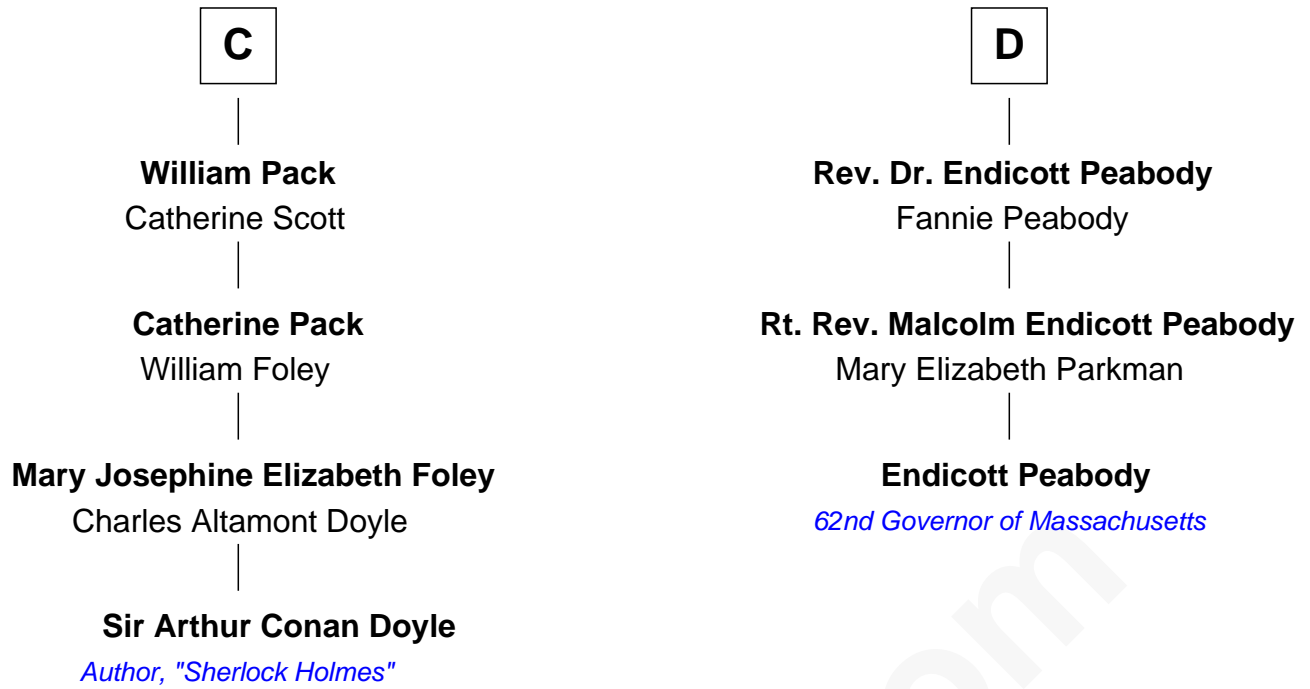 C
William Pack
Catherine Scott
Catherine Pack
William Foley
Mary Josephine Elizabeth Foley
Charles Altamont Doyle
Sir Arthur Conan Doyle
Author, "Sherlock Holmes"
D
Rev. Dr. Endicott Peabody
Fannie Peabody
Rt. Rev. Malcolm Endicott Peabody
Mary Elizabeth Parkman
Endicott Peabody
62nd Governor of Massachusetts
om